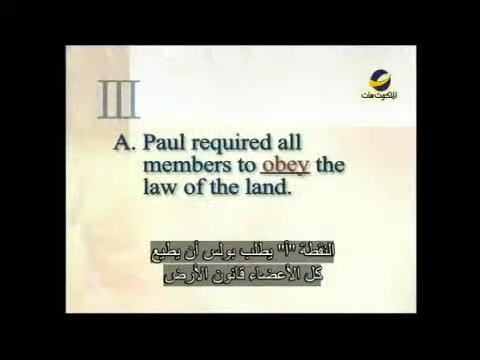 III
A. Paul required all
members to obey the
law of the land.
النقطة "أ" يطلب بولس أن يطيع
كل الأعضاء قانون الأرض